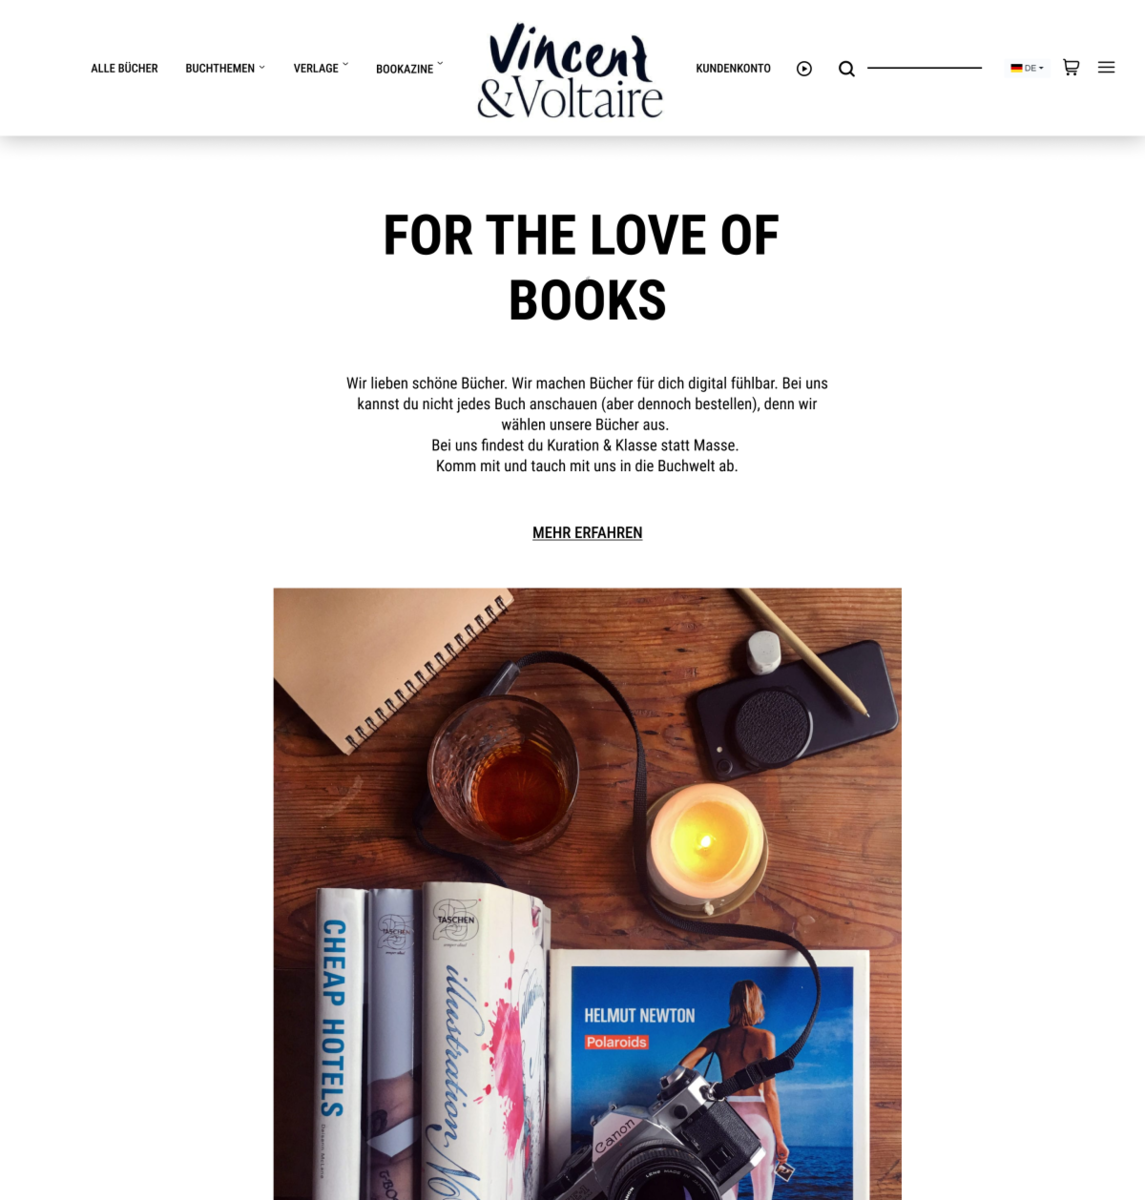 ALLE BÜCHER
BUCHTHEMEN
VERLAGE
BOOKAZINE
Vincent
&Voltaire
KUNDENKONTO
DE
FOR THE LOVE OF
BOOKS
Wir lieben schöne Bücher. Wir machen Bücher für dich digital fühlbar. Bei uns
kannst du nicht jedes Buch anschauen (aber dennoch bestellen), denn wir
wählen unsere Bücher aus.
Bei uns findest du Kuration & Klasse statt Masse.
Komm mit und tauch mit uns in die Buchwelt ab.
MEHR ERFAHREN
CHEAP HOTELS
TASCHEN
TASCHEN
illustration
HELMUT NEWTON
Polaroids
Canon